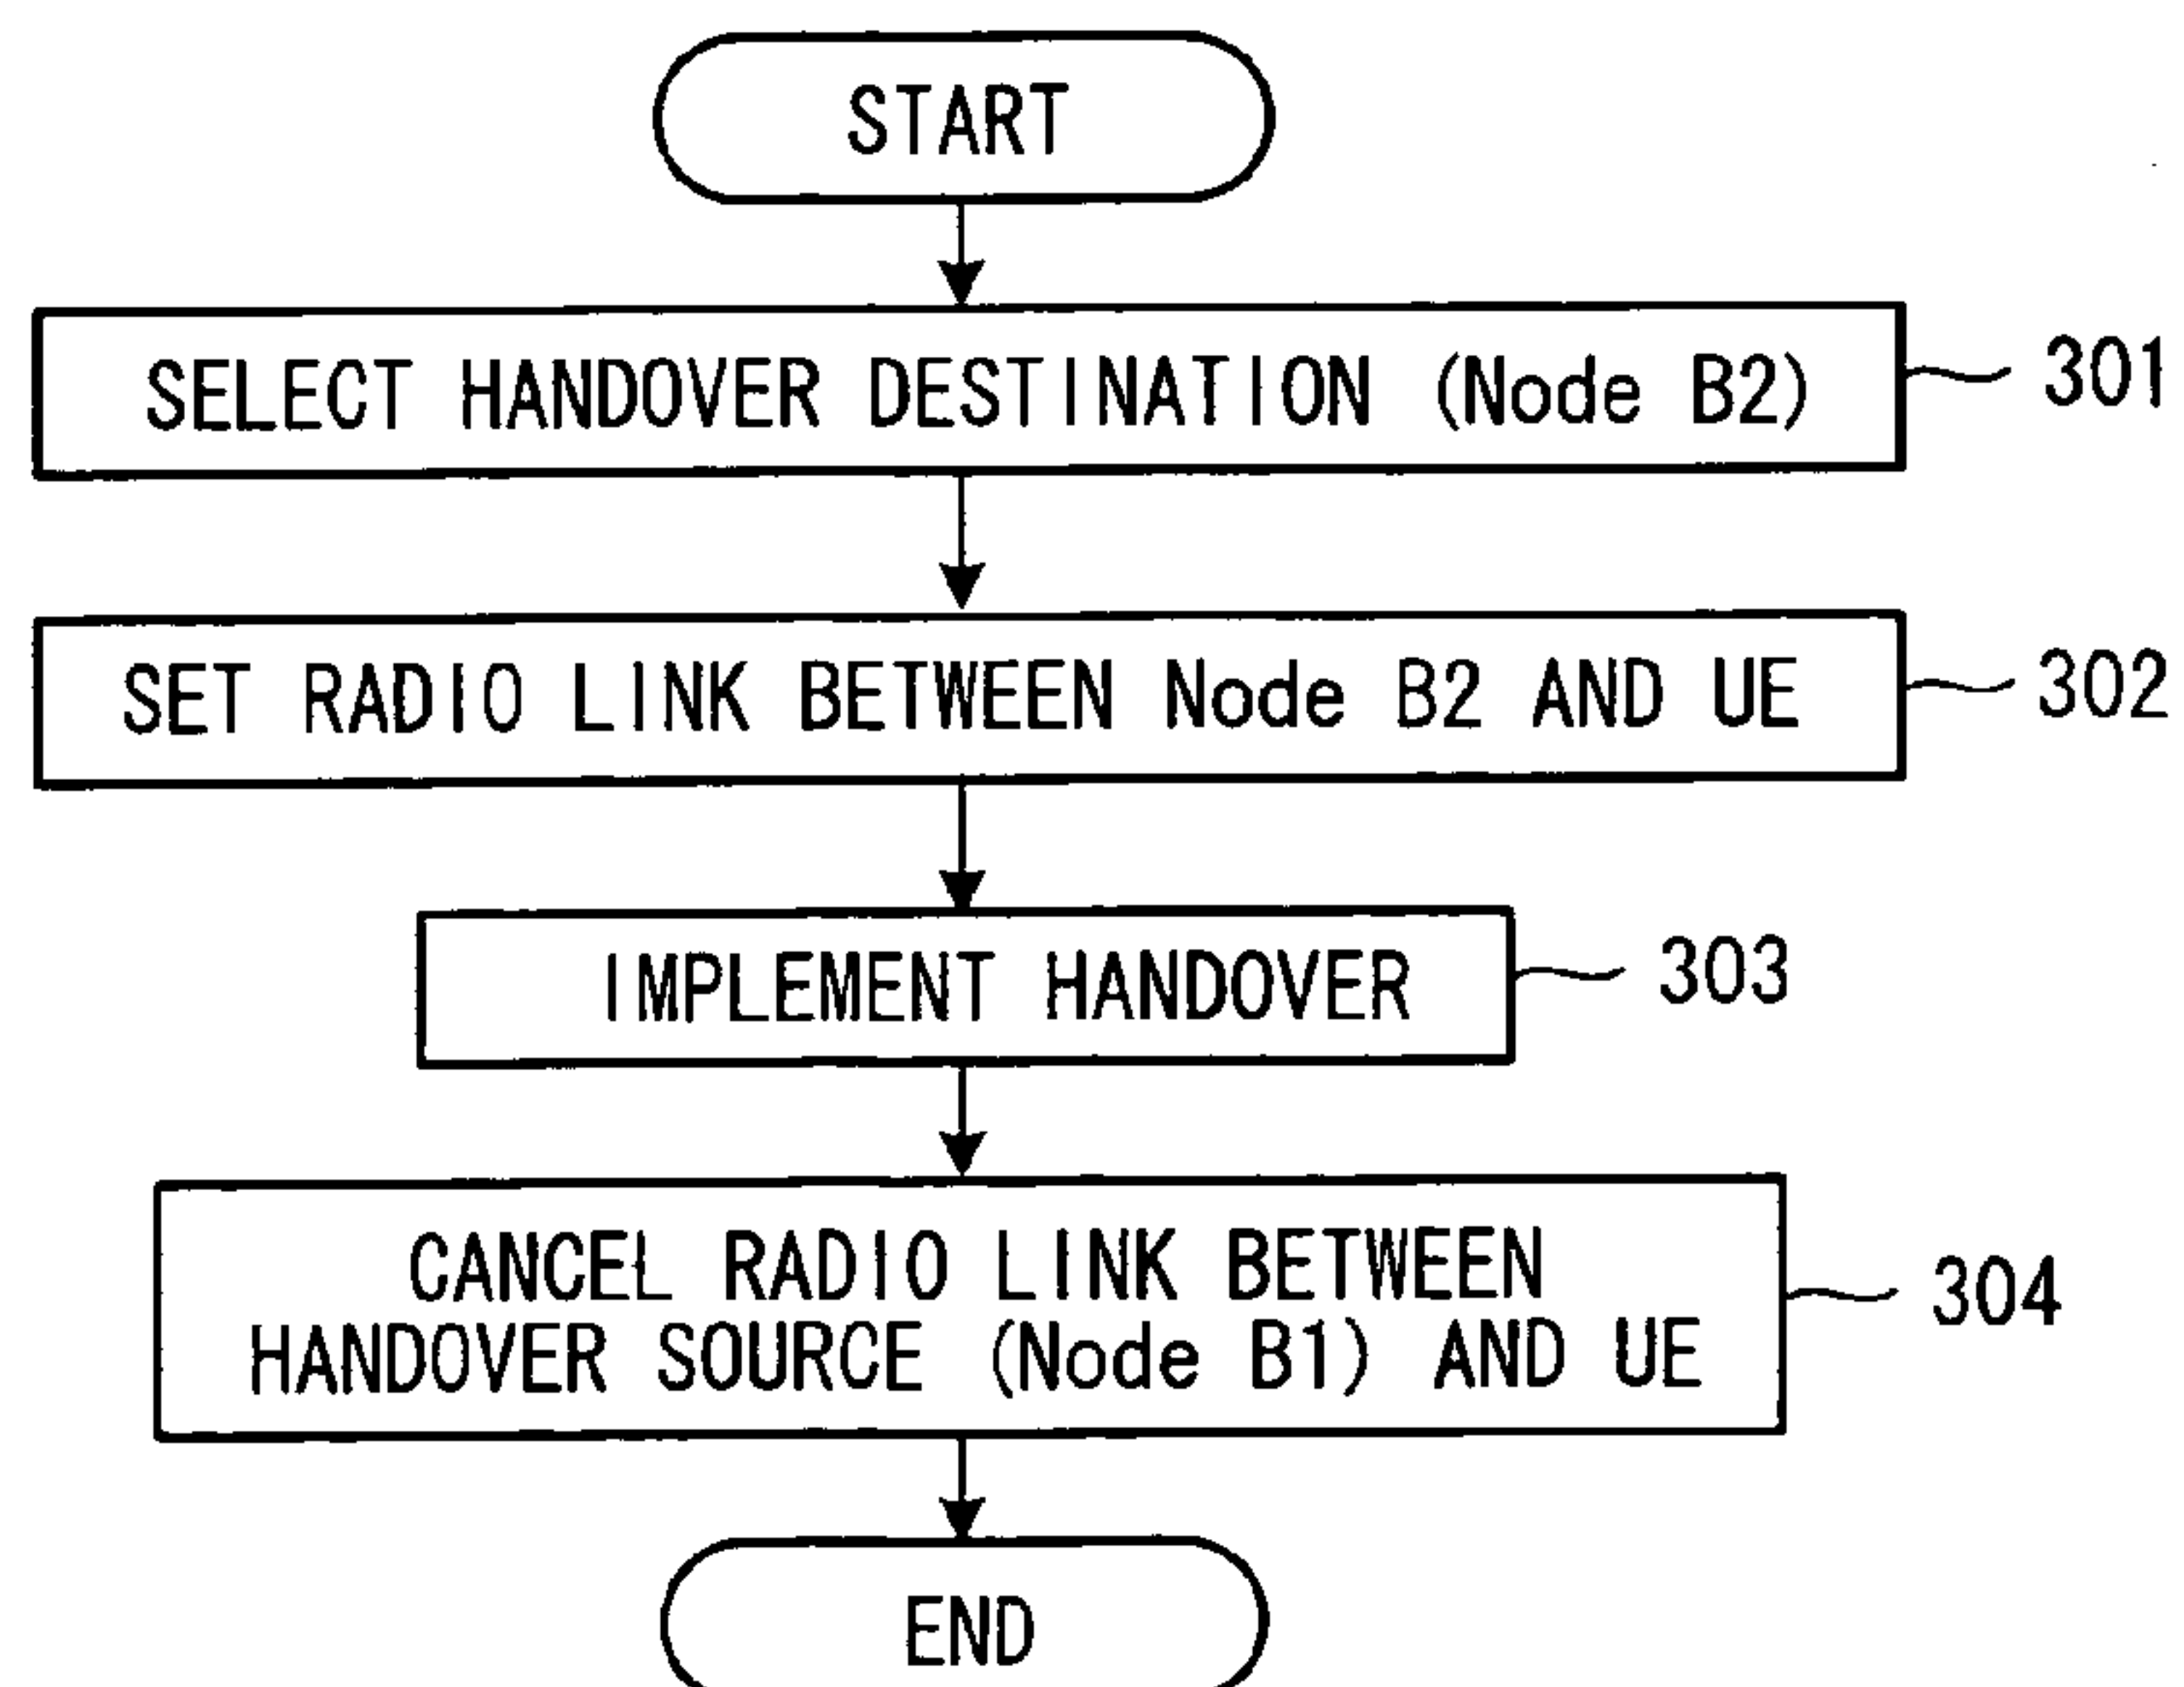 START
SELECT HANDOVER DESTINATION (Node B2)
301
SET RADIO LINK BETWEEN Node B2 AND UE
302
IMPLEMENT HANDOVER
303
CANCEL RADIO LINK BETWEEN
HANDOVER SOURCE (Node B1) AND UE
304
END